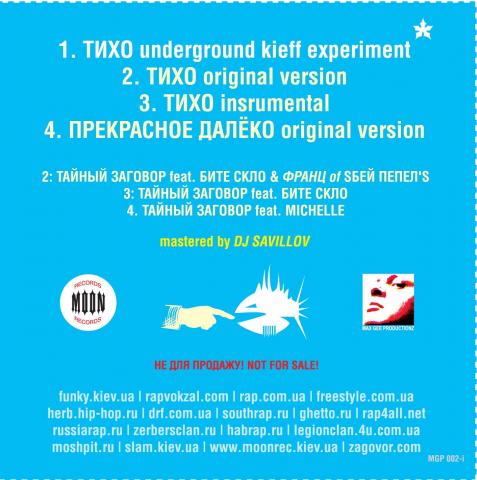 1. ТИХО underground kieff experiment
2. ТИХО original version
3. ТИХО insrumental
4. ПРЕКРАСНОЕ ДАЛЁКО original version
2: ТАЙНЫЙ ЗАГОВОР feat. БИТЕ СКЛО & ФРАНЦ of SБЕЙ ПЕПЕЛ'S
3: ТАЙНЫЙ ЗАГОВОР feat. БИТЕ СКЛО
4. ТАЙНЫЙ ЗАГОВОР feat. MICHELLE
mastered by DJ SAVILLOV
RECORDS
MOON
RECORDS
MAD GEE PRODUCTIONZ
НЕ ДЛЯ ПРОДАЖУ! NOT FOR SALE!
funky.kiev.ua | rapvokzal.com | rap.com.ua | freestyle.com.ua
herb.hip-hop.ru | drf.com.ua | southrap.ru | ghetto.ru | rap4all.net
russiarap.ru | zerbersclan.ru | habrap.ru | legionclan.4u.com.ua
moshpit.ru | slam.kiev.ua | www.moonrec.kiev.ua | zagovor.com
MGP 002-i